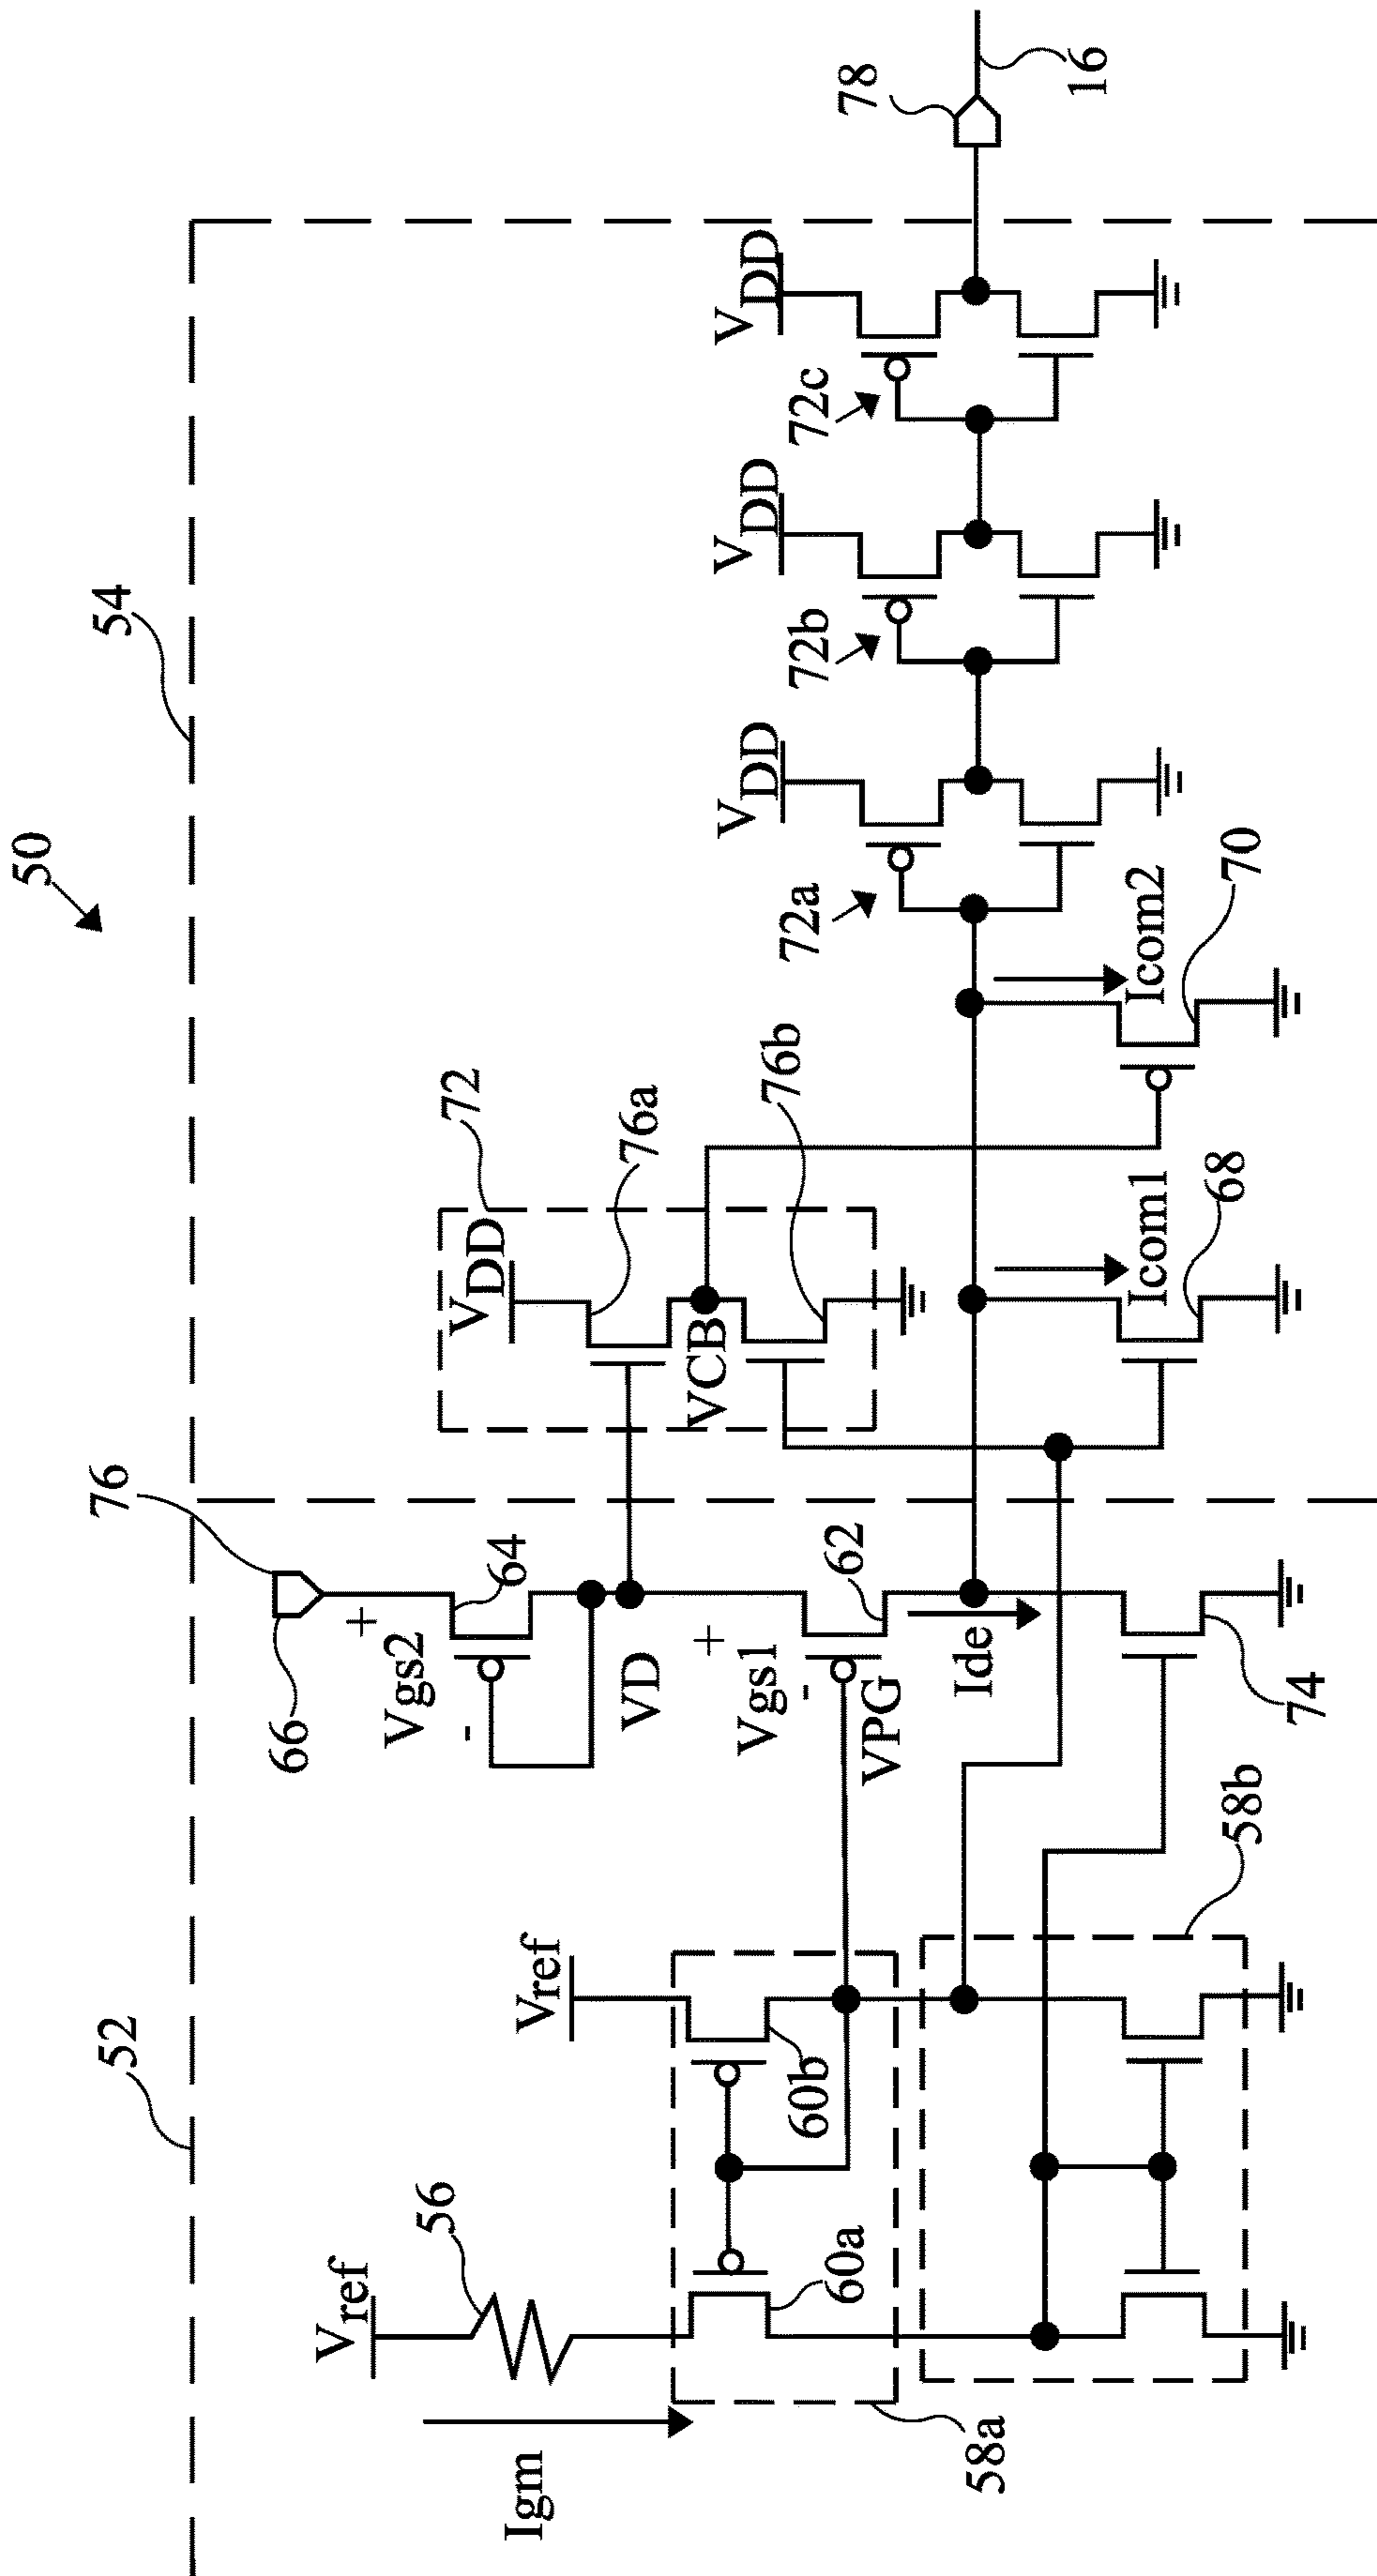 50
52
54
76
66
+
Vgs2
-
64
72
VDD
76a
VCB
76b
Vref
56
Igm
Vref
60a
60b
58a
VD
+
Vgs1
-
VPG
62
Ide
74
58b
Icom1
68
Icom2
70
VDD
72a
VDD
72b
VDD
72c
78
16